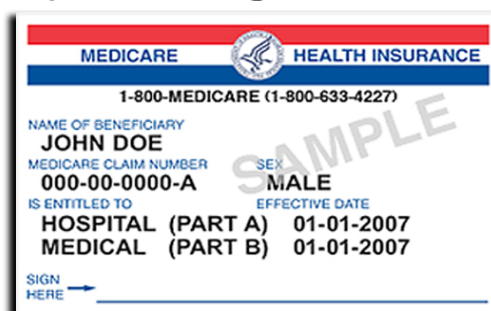 MEDICARE HEALTH INSURANCE
1-800-MEDICARE (1-800-633-4227)
NAME OF BENEFICIARY
JOHN DOE
MEDICARE CLAIM NUMBER SEX
000-00-0000-A MALE
IS ENTITLED TO EFFECTIVE DATE
HOSPITAL (PART A) 01-01-2007
MEDICAL (PART B) 01-01-2007
SIGN
HERE
SAMPLE